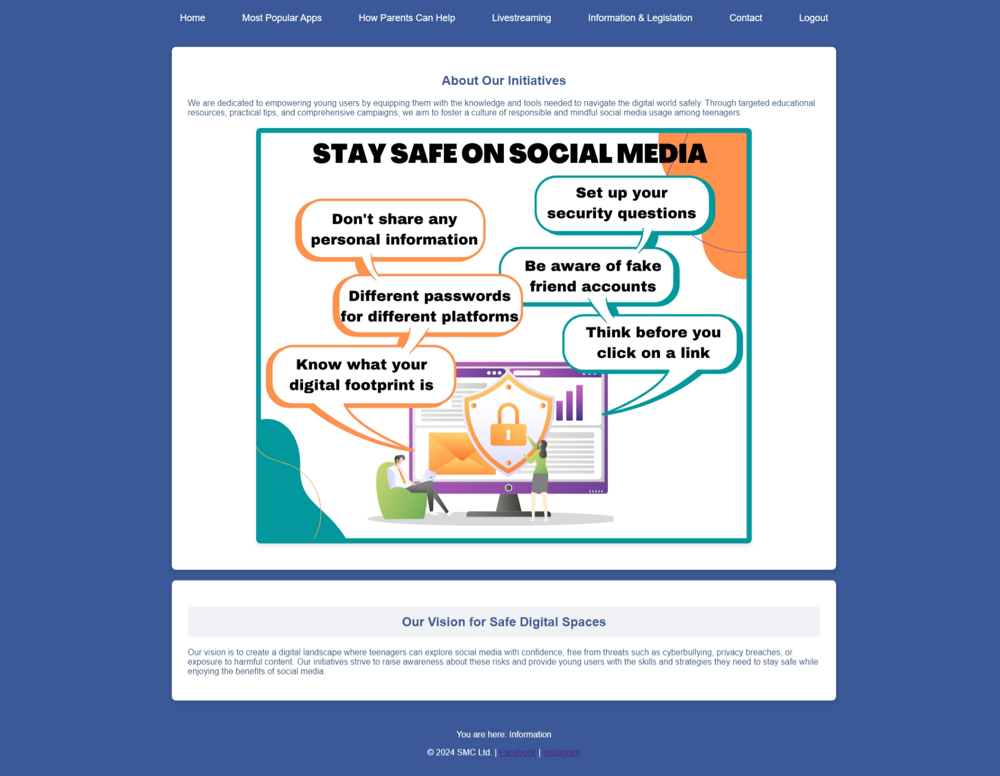 Home Most Popular Apps How Parents Can Help Livestreaming Information & Legislation Contact Logout
About Our Initiatives
We are dedicated to empowering young users by equipping them with the knowledge and tools needed to navigate the digital world safely. Through targeted educational
resources, practical tips, and comprehensive campaigns, we aim to foster a culture of responsible and mindful social media usage among teenagers.
STAY SAFE ON SOCIAL MEDIA
Don't share any
personal information
Different passwords
for different platforms
Know what your
digital footprint is
Set up your
security questions
Be aware of fake
friend accounts
Think before you
click on a link
Our Vision for Safe Digital Spaces
Our vision is to create a digital landscape where teenagers can explore social media with confidence, free from threats such as cyberbullying, privacy breaches, or
exposure to harmful content. Our initiatives strive to raise awareness about these risks and provide young users with the skills and strategies they need to stay safe while
enjoying the benefits of social media.
You are here: Information
© 2024 SMC Ltd. | Facebook | Instagram